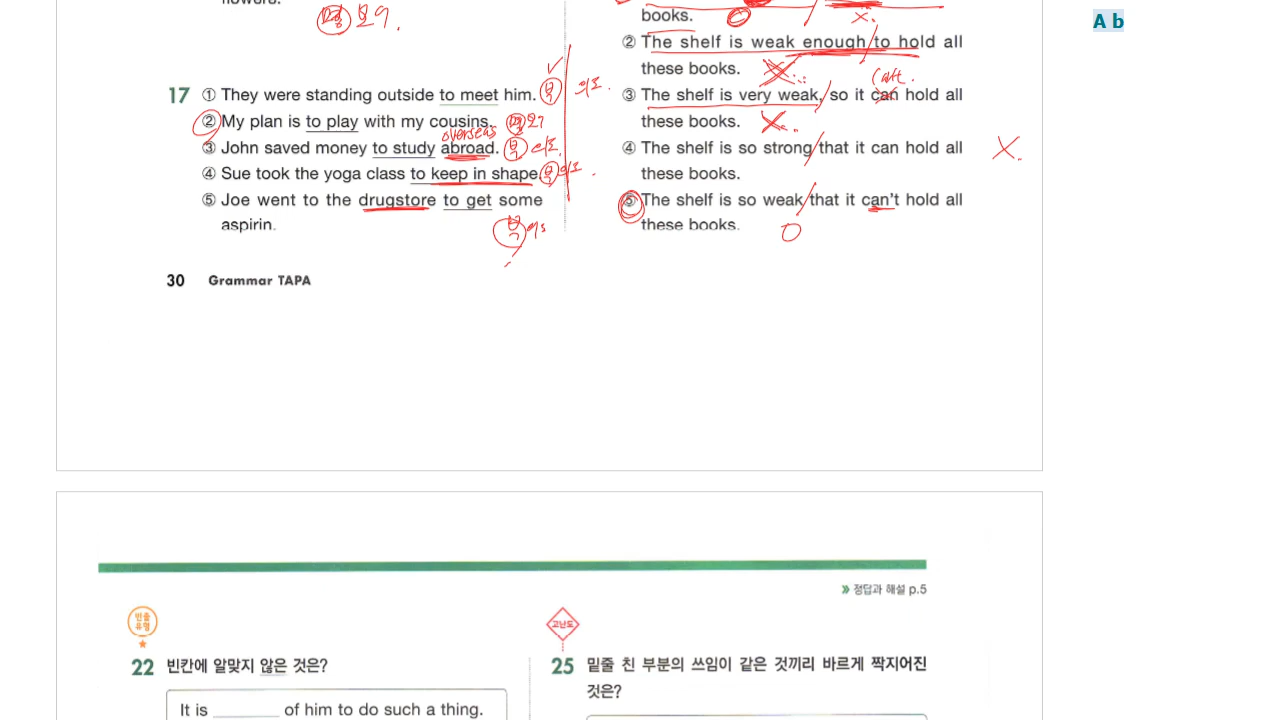 flowers.
명 보어.
17 ① They were standing outside to meet him.
② My plan is to play with my cousins.
overseas
③ John saved money to study abroad.
④ Sue took the yoga class to keep in shape.
⑤ Joe went to the drugstore to get some
aspirin.
30 Grammar TAPA
books.
② The shelf is weak enough to hold all
these books.
can't.
③ The shelf is very weak, so it can hold all
these books.
④ The shelf is so strong that it can hold all
these books.
⑤ The shelf is so weak that it can't hold all
these books.
A b
정답과 해설 p.5
빈출
유형
22 빈칸에 알맞지 않은 것은?
It is ________ of him to do such a thing.
고난도
25 밑줄 친 부분의 쓰임이 같은 것끼리 바르게 짝지어진
것은?